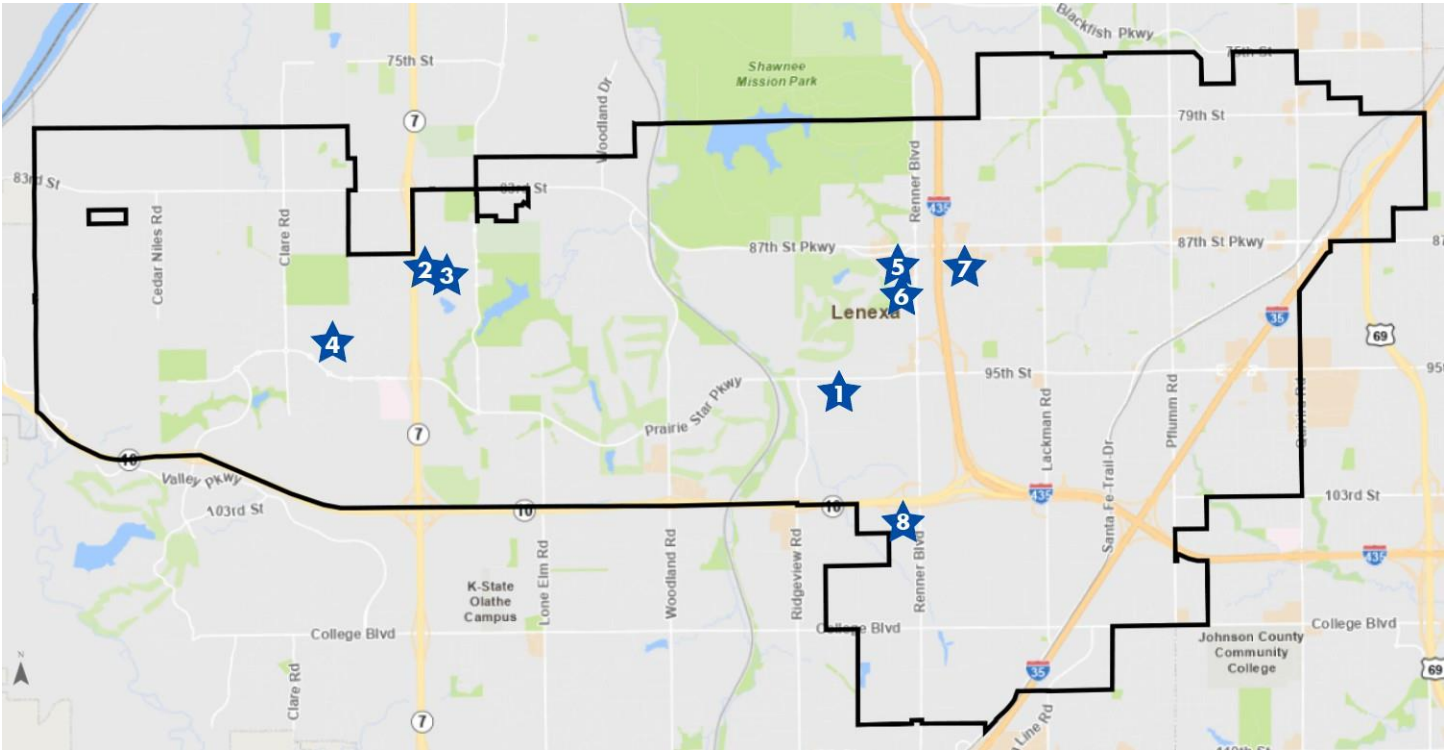 Blackfish Pkwy
75th St
75th St
Shawnee
Mission Park
Woodland Dr
7
79th St
83rd St
83rd St
Renner Blvd
435
Cedar Niles Rd
Clare Rd
87th St Pkwy
87th St Pkwy
87
2
3
5
6
7
Lenexa
35
69
4
95th St
95
1
Prairie Star Pkwy
Lackman Rd
Pflumm Rd
Quivira Rd
7
Santa-Fe-Trail-Dr
10
Valley Pkwy
103rd St
10
10
8
435
103rd St
435
Lone Elm Rd
Woodland Rd
Ridgeview Rd
Renner Blvd
K-State
Olathe
Campus
College Blvd
College Blvd
College Blvd
Johnson County
Community
College
N
Clare Rd
35
69
7
Line Rd